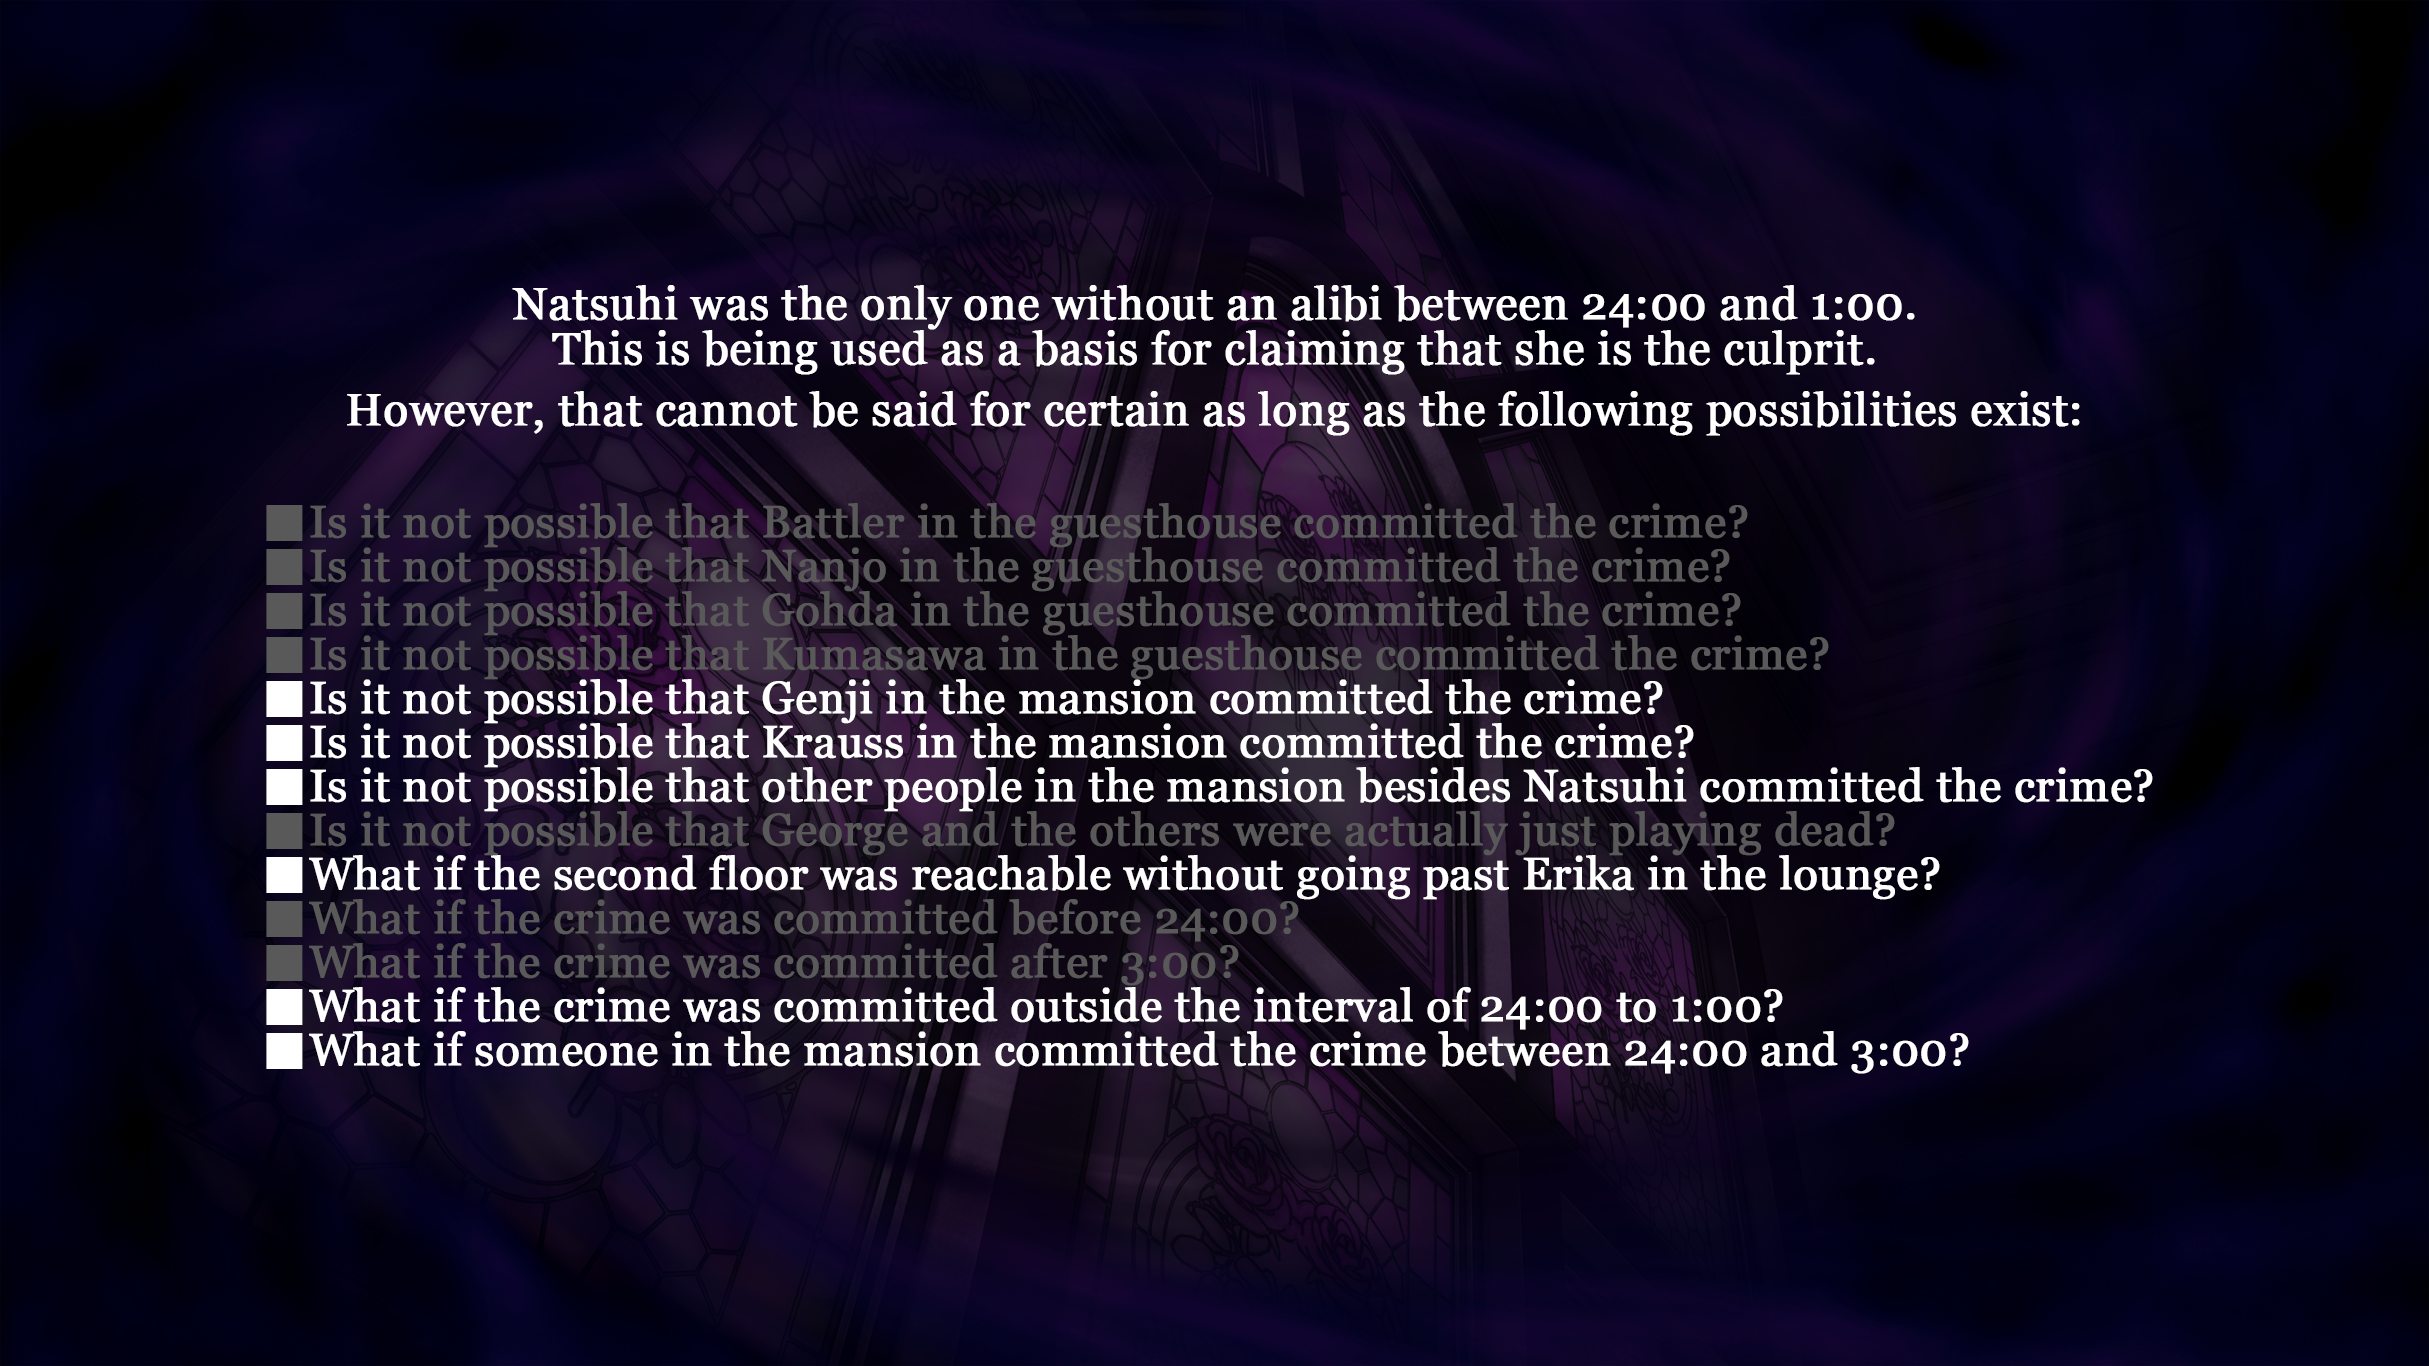 Natsuhi was the only one without an alibi between 24:00 and 1:00.
This is being used as a basis for claiming that she is the culprit.
However, that cannot be said for certain as long as the following possibilities exist:
■Is it not possible that Battler in the guesthouse committed the crime?
■Is it not possible that Nanjo in the guesthouse committed the crime?
■Is it not possible that Gohda in the guesthouse committed the crime?
■Is it not possible that Kumasawa in the guesthouse committed the crime?
■Is it not possible that Genji in the mansion committed the crime?
■Is it not possible that Krauss in the mansion committed the crime?
■Is it not possible that other people in the mansion besides Natsuhi committed the crime?
■Is it not possible that George and the others were actually just playing dead?
■What if the second floor was reachable without going past Erika in the lounge?
■What if the crime was committed before 24:00?
■What if the crime was committed after 3:00?
■What if the crime was committed outside the interval of 24:00 to 1:00?
■What if someone in the mansion committed the crime between 24:00 and 3:00?